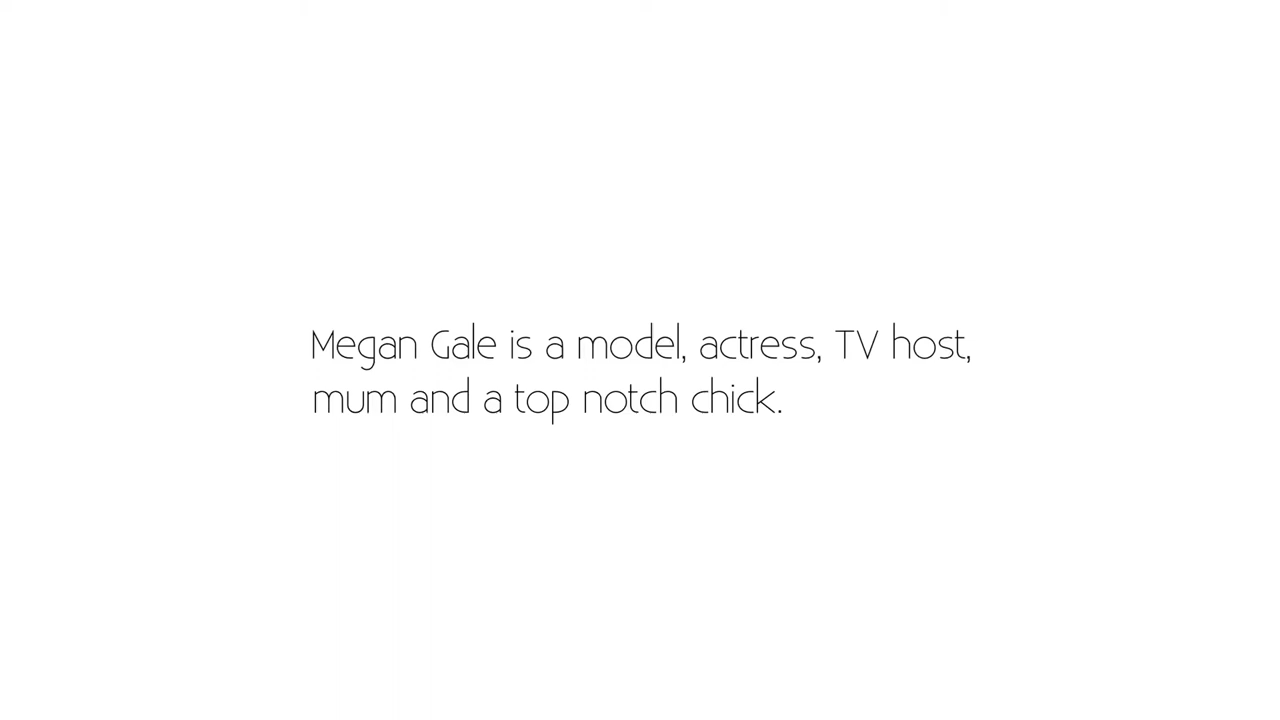 Megan Gale is a model, actress, TV host,
mum and a top notch chick.